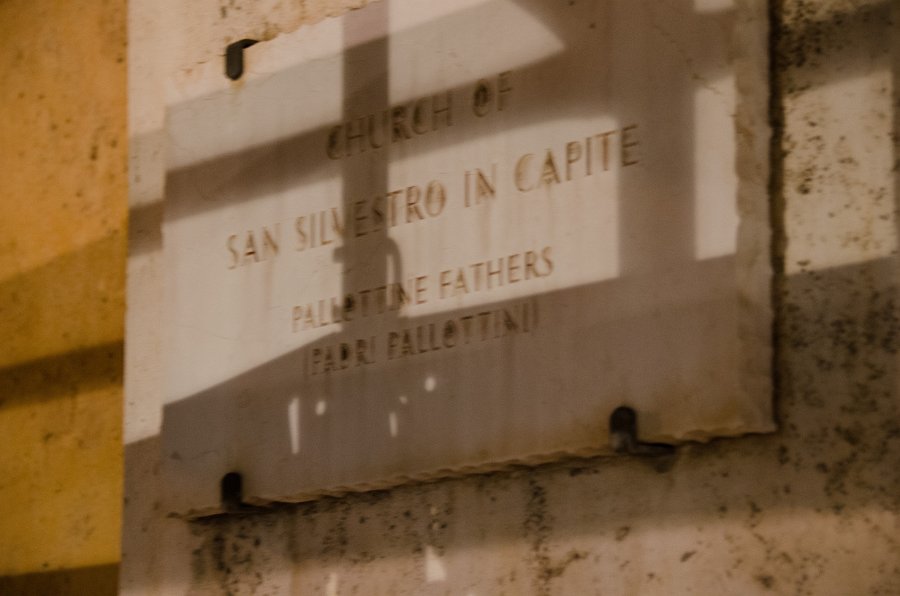 CHURCH OF
SAN SILVESTRO IN CAPITE
PALLOTTINE FATHERS
(PADRI PALLOTTINI)